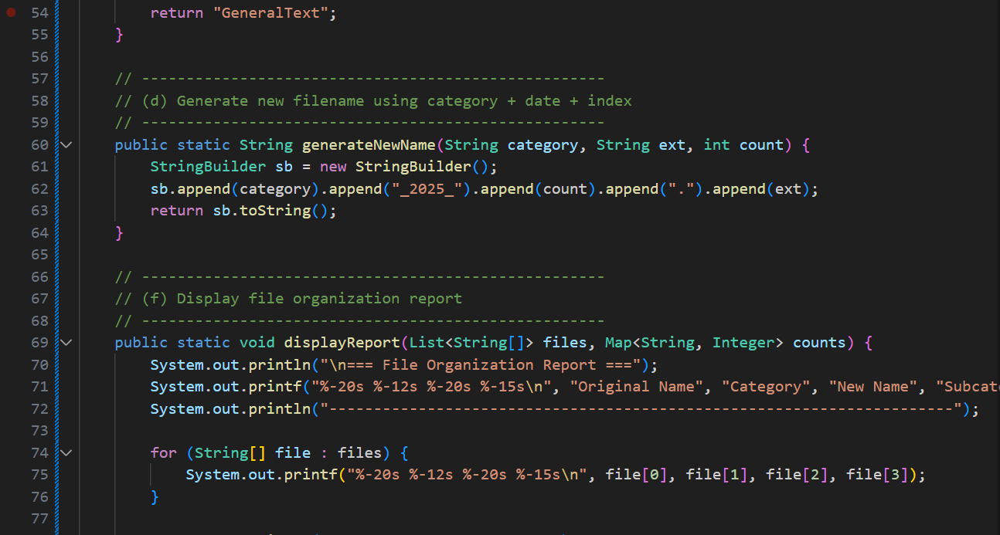 54 return "GeneralText";
55 }
56
57 // ----------------------------------------------------
58 // (d) Generate new filename using category + date + index
59 // ----------------------------------------------------
60 public static String generateNewName(String category, String ext, int count) {
61 StringBuilder sb = new StringBuilder();
62 sb.append(category).append("_2025_").append(count).append(".").append(ext);
63 return sb.toString();
64 }
65
66 // ----------------------------------------------------
67 // (f) Display file organization report
68 // ----------------------------------------------------
69 public static void displayReport(List<String[]> files, Map<String, Integer> counts) {
70 System.out.println("\n=== File Organization Report ===");
71 System.out.printf("%-20s %-12s %-20s %-15s\n", "Original Name", "Category", "New Name", "Subcat
72 System.out.println("----------------------------------------------------------------------");
73
74 for (String[] file : files) {
75 System.out.printf("%-20s %-12s %-20s %-15s\n", file[0], file[1], file[2], file[3]);
76 }
77